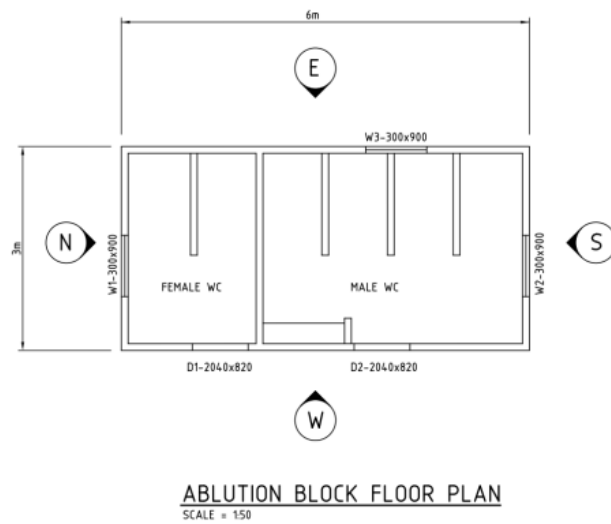 6m
E
W3-300x900
3m
N
W1-300x900
FEMALE WC
MALE WC
W2-300x900
S
D1-2040x820
D2-2040x820
W
ABLUTION BLOCK FLOOR PLAN
SCALE = 1:50